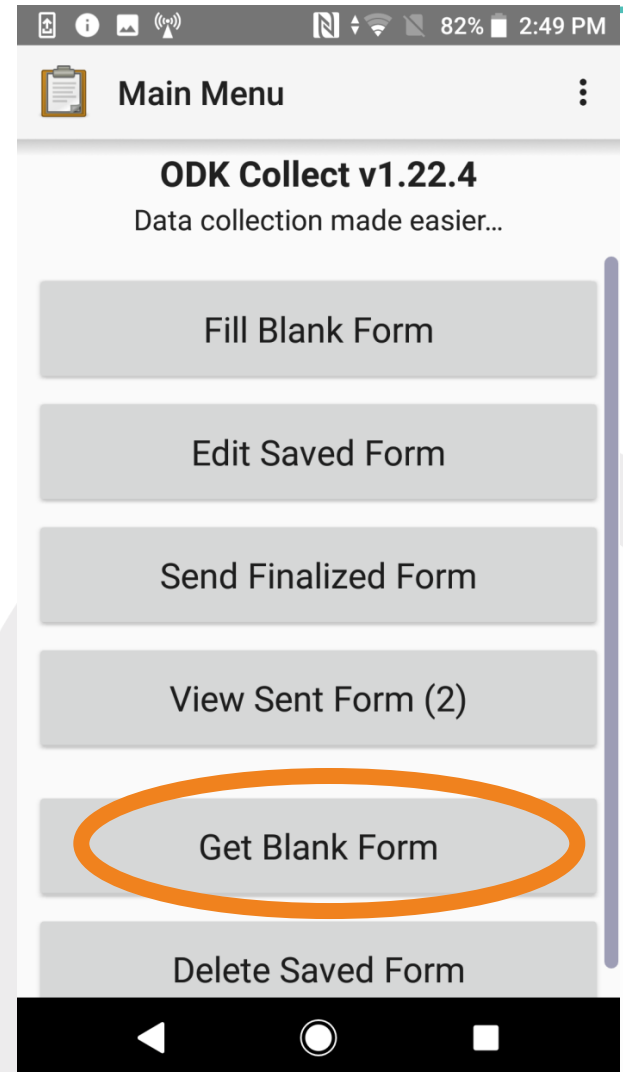 82% 2:49 PM
Main Menu
ODK Collect v1.22.4
Data collection made easier...
Fill Blank Form
Edit Saved Form
Send Finalized Form
View Sent Form (2)
Get Blank Form
Delete Saved Form